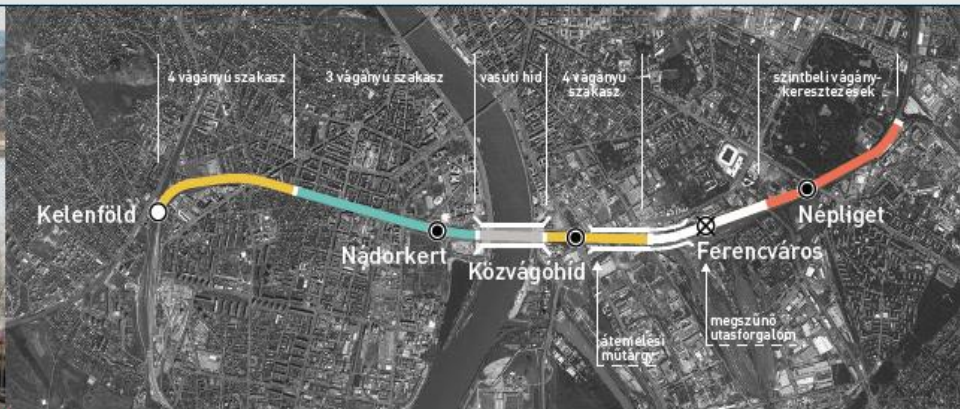 4 vágányú szakasz
3 vágányú szakasz
vasúti híd
4 vágányú
szakasz
szintbeli vágány-
keresztezések
Kelenföld
Nádorkert
Közvágóhíd
Ferencváros
Népliget
átemelési
műtárgy
megszűnő
utasforgalom